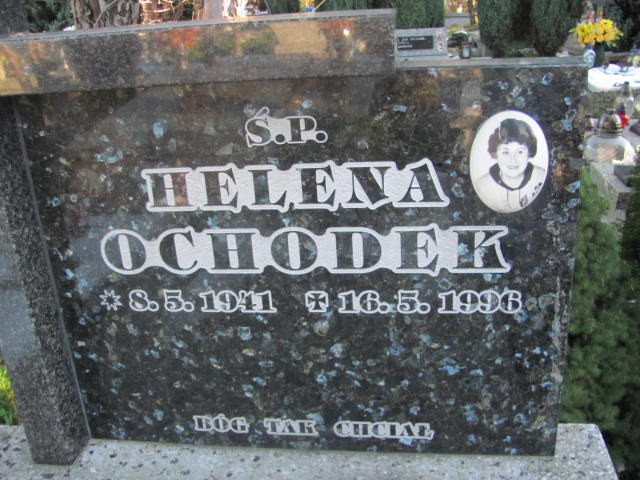 Ś.P.
HELENA
OCHODEK
* 8.5.1941 ✝ 16.5.1996
BÓG TAK CHCIAŁ